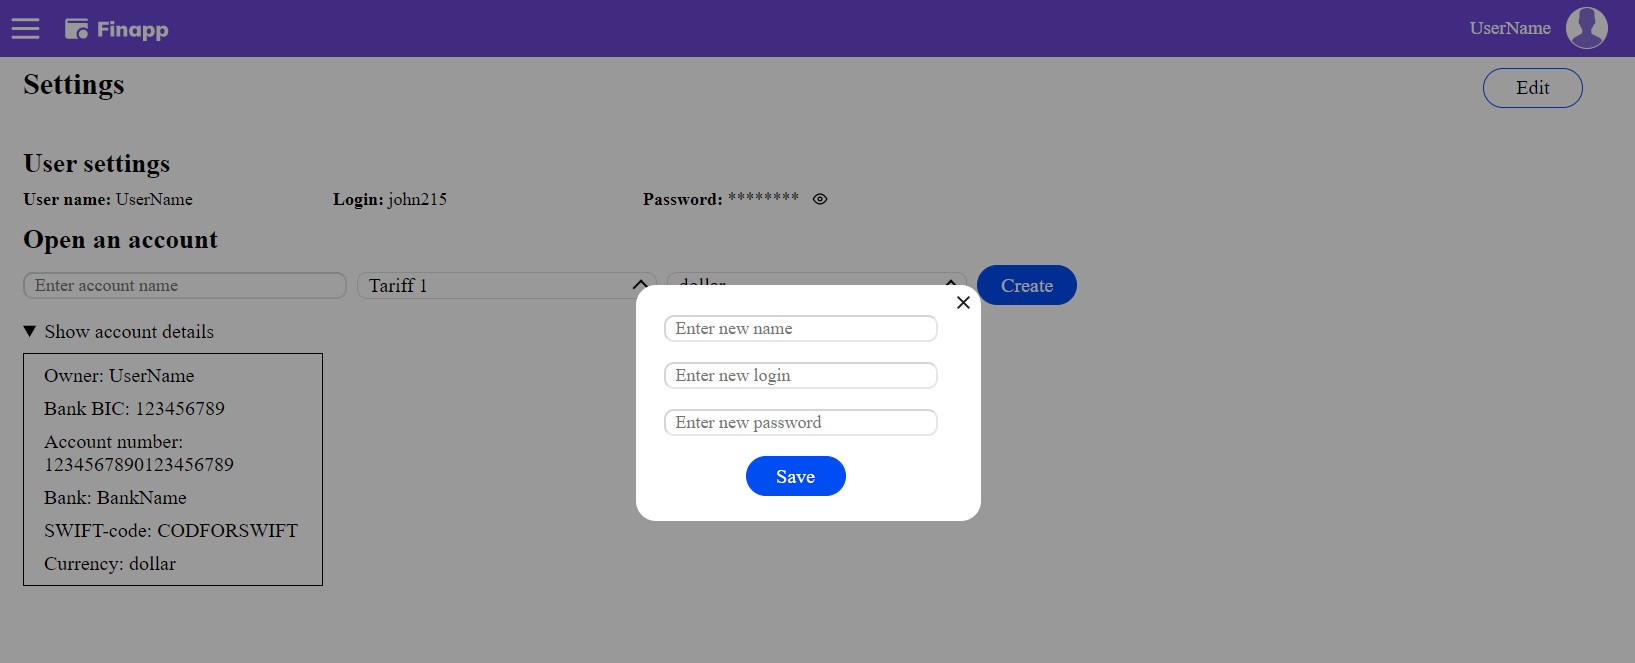 Finapp
UserName
Settings
Edit
User settings
User name: UserName
Login: john215
Password: ********
Open an account
Enter account name
Tariff 1
dollar
Create
Show account details
Owner: UserName
Bank BIC: 123456789
Account number:
1234567890123456789
Bank: BankName
SWIFT-code: CODFORSWIFT
Currency: dollar
Enter new name
Enter new login
Enter new password
Save